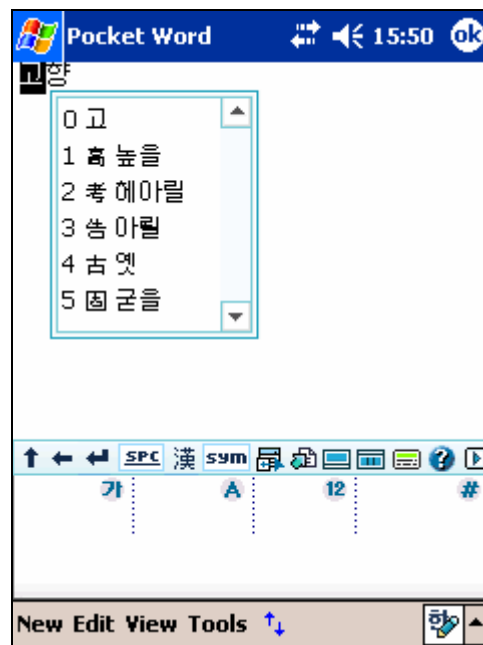 Pocket Word 15:50 ok
고향
0 고
1 高 높을
2 考 헤아릴
3 告 아뢸
4 古 옛
5 固 굳을
SPC 漢 sym ?
가 A 12 #
New Edit View Tools 한